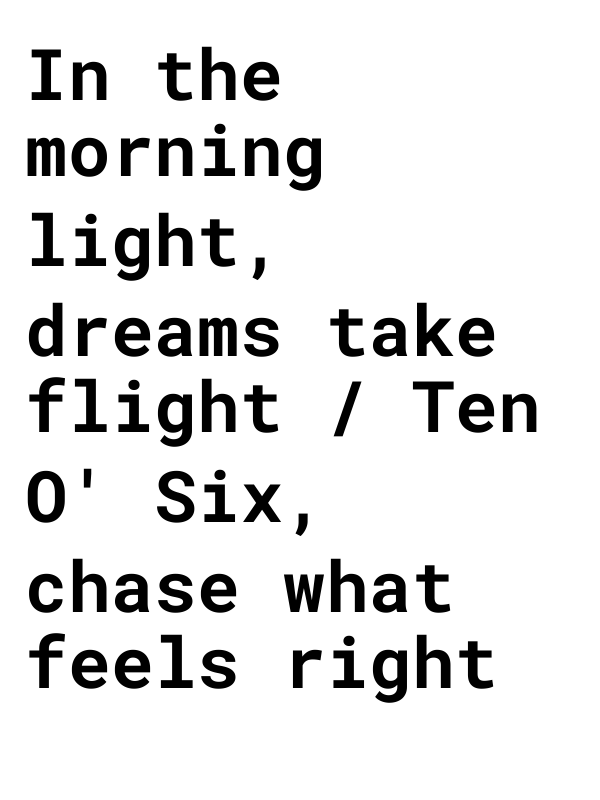 In the
morning
light,
dreams take
flight / Ten
O' Six,
chase what
feels right